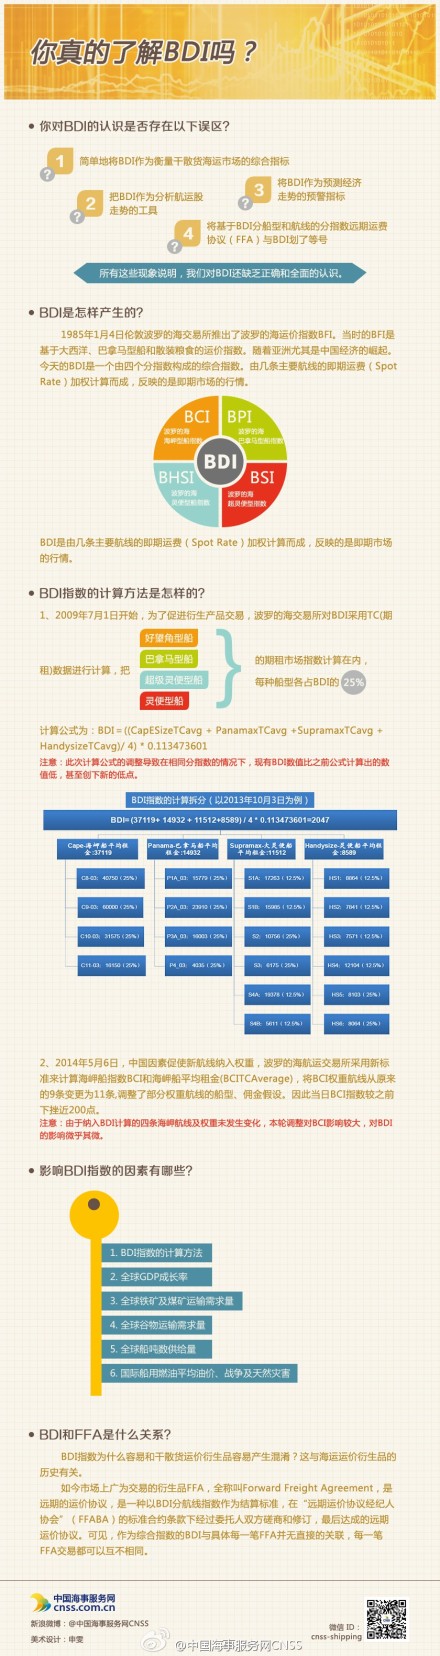 你真的了解BDI吗？
• 你对BDI的认识是否存在以下误区?
1 简单地将BDI作为衡量干散货海运市场的综合指标
?
2 把BDI作为分析航运股
走势的工具
?
3 将BDI作为预测经济
走势的预警指标
?
4 将基于BDI分船型和航线的分指数远期运费
协议（FFA）与BDI划了等号
?
所有这些现象说明，我们对BDI还缺乏正确和全面的认识。
• BDI是怎样产生的?
1985年1月4日伦敦波罗的海交易所推出了波罗的海运价指数BFI。当时的BFI是
基于大西洋、巴拿马型船和散装粮食的运价指数。随着亚洲尤其是中国经济的崛起。
今天的BDI是一个由四个分指数构成的综合指数。由几条主要航线的即期运费（Spot
Rate）加权计算而成，反映的是即期市场的行情。
BCI
波罗的海
海岬型船指数
BPI
波罗的海
巴拿马型船指数
BDI
BHSI
波罗的海
灵便型船指数
BSI
波罗的海
超灵便型指数
BDI是由几条主要航线的即期运费（Spot Rate）加权计算而成，反映的是即期市场
的行情。
• BDI指数的计算方法是怎样的?
1、2009年7月1日开始，为了促进衍生产品交易，波罗的海交易所对BDI采用TC(期
租)数据进行计算，把
好望角型船
巴拿马型船
超级灵便型船
灵便型船
的期租市场指数计算在内，
每种船型各占BDI的 25%
计算公式为：BDI＝((CapESizeTCavg + PanamaxTCavg +SupramaxTCavg +
HandysizeTCavg)/ 4) * 0.113473601
注意：此次计算公式的调整导致在相同分指数的情况下，现有BDI数值比之前公式计算出的数
值低，甚至创下新的低点。
BDI指数的计算拆分（以2013年10月3日为例）
BDI=(37119+ 14932 + 11512+8589) / 4 * 0.113473601=2047
Cape-海岬船平均租
金:37119
Panama-巴拿马船平均
租金:14932
Supramax-大灵便船
平均租金:11512
Handysize-灵便船平均租
金:8589
C8-03: 40750 (25%)
P1A_03: 15779 (25%)
S1A: 17263 (12.5%)
HS1: 8664 (12.5%)
C9-03: 60000 (25%)
P2A_03: 23910 (25%)
S1B: 15985 (12.5%)
HS2: 7841 (12.5%)
C10-03: 31575 (25%)
P3A_03: 16003 (25%)
S2: 10756 (25%)
HS3: 7571 (12.5%)
C11-03: 16150 (25%)
P4_03: 4035 (25%)
S3: 6175 (25%)
HS4: 12104 (12.5%)
S4A: 19378 (12.5%)
HS5: 8103 (25%)
S4B: 5611 (12.5%)
HS6: 8064 (25%)
2、2014年5月6日，中国因素促使新航线纳入权重，波罗的海航运交易所采用新标
准来计算海岬船指数BCI和海岬船平均租金(BCITCAverage)，将BCI权重航线从原来
的9条变更为11条,调整了部分权重航线的船型、佣金假设。因此当日BCI指数较之前
下挫近200点。
注意：由于纳入BDI计算的四条海岬航线及权重未发生变化，本轮调整对BCI影响较大，对BDI
的影响微乎其微。
• 影响BDI指数的因素有哪些?
1. BDI指数的计算方法
2. 全球GDP成长率
3. 全球铁矿及煤矿运输需求量
4. 全球谷物运输需求量
5. 全球船吨数供给量
6. 国际船用燃油平均油价、战争及天然灾害
• BDI和FFA是什么关系?
BDI指数为什么容易和干散货运价衍生品容易产生混淆？这与海运运价衍生品的
历史有关。
如今市场上广为交易的衍生品FFA，全称叫Forward Freight Agreement，是
远期的运价协议，是一种以BDI分航线指数作为结算标准，在“远期运价协议经纪人
协会”（FFABA）的标准合约条款下经过委托人双方磋商和修订，最后达成的远期
运价协议。可见，作为综合指数的BDI与具体每一笔FFA并无直接的关联，每一笔
FFA交易都可以互不相同。
中国海事服务网
cnss.com.cn
新浪微博：@中国海事服务网CNSS
美术设计：申雯
微信 ID：
cnss-shipping
@中国海事服务网CNSS